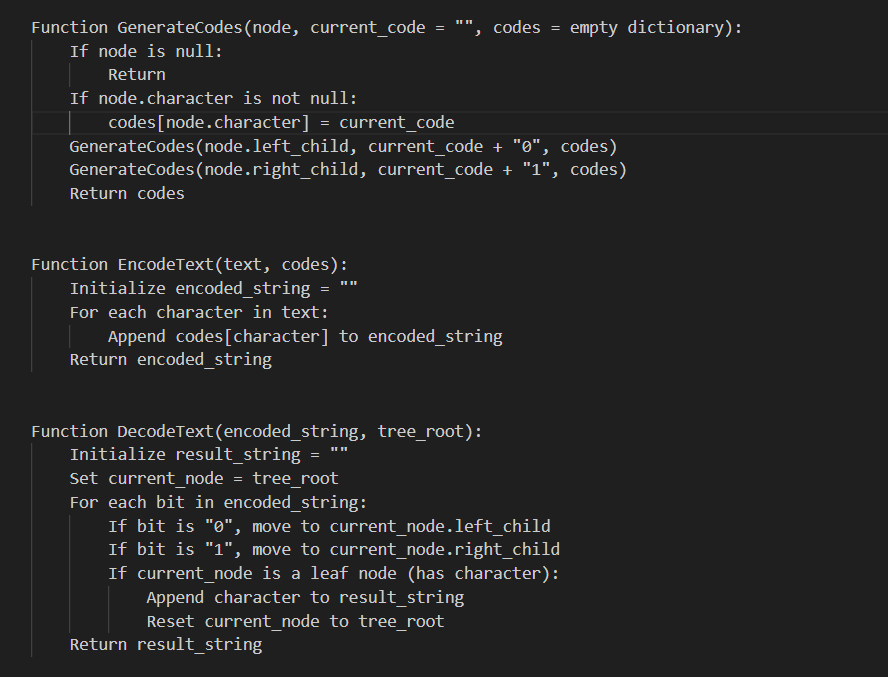 Function GenerateCodes(node, current_code = "", codes = empty dictionary):
    If node is null:
        Return
    If node.character is not null:
        codes[node.character] = current_code
    GenerateCodes(node.left_child, current_code + "0", codes)
    GenerateCodes(node.right_child, current_code + "1", codes)
    Return codes

Function EncodeText(text, codes):
    Initialize encoded_string = ""
    For each character in text:
        Append codes[character] to encoded_string
    Return encoded_string

Function DecodeText(encoded_string, tree_root):
    Initialize result_string = ""
    Set current_node = tree_root
    For each bit in encoded_string:
        If bit is "0", move to current_node.left_child
        If bit is "1", move to current_node.right_child
        If current_node is a leaf node (has character):
            Append character to result_string
            Reset current_node to tree_root
    Return result_string